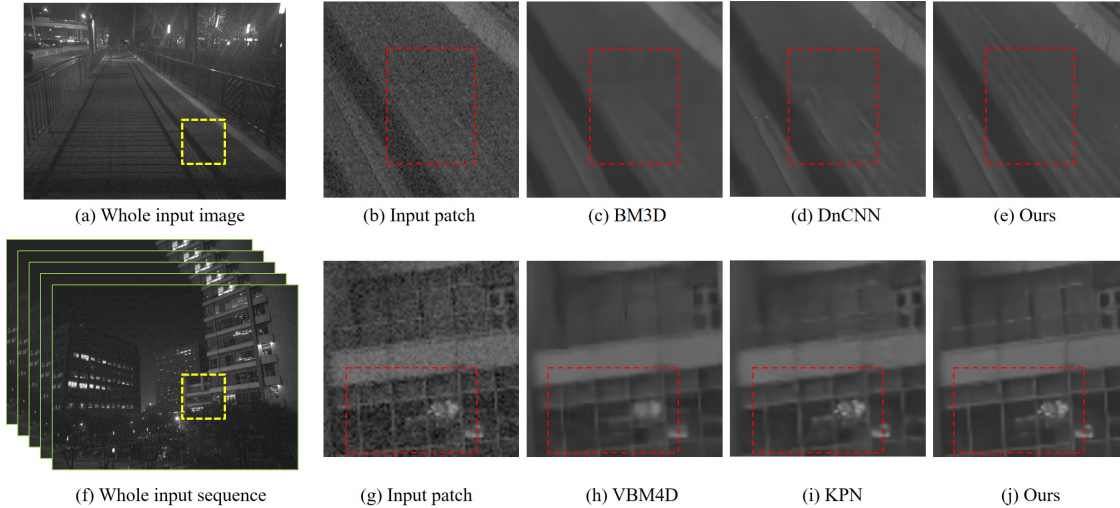 (a) Whole input image
(b) Input patch
(c) BM3D
(d) DnCNN
(e) Ours
(f) Whole input sequence
(g) Input patch
(h) VBM4D
(i) KPN
(j) Ours